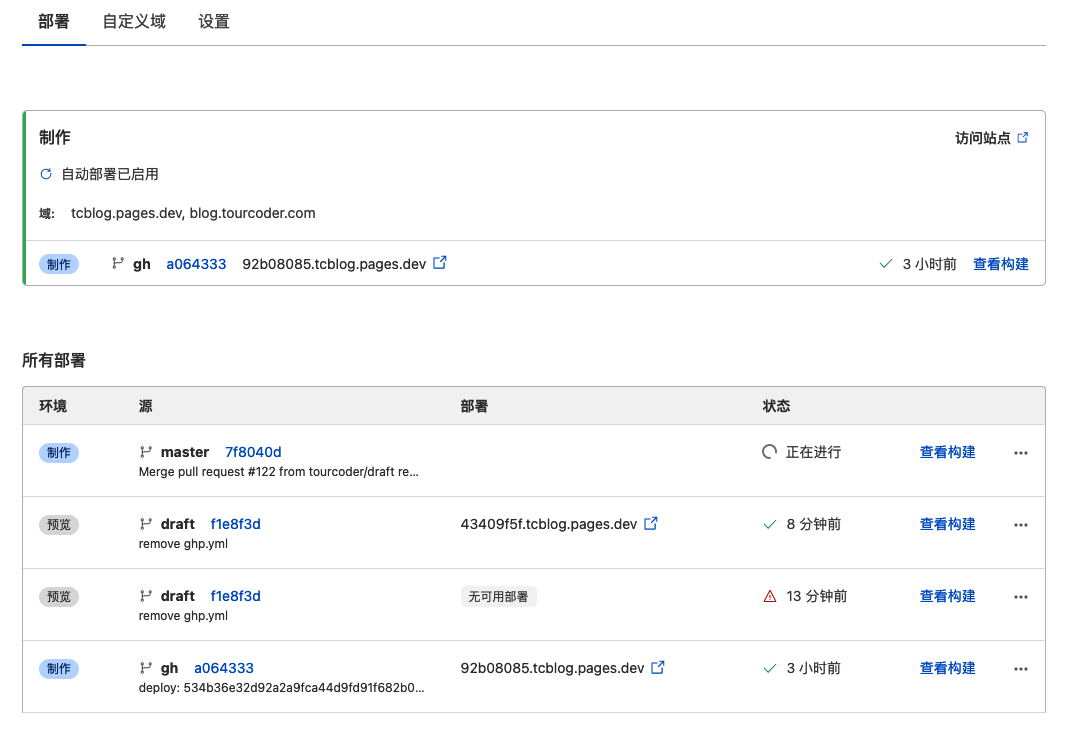 部署 自定义域 设置
制作 访问站点
自动部署已启用
域: tcblog.pages.dev, blog.tourcoder.com
制作 gh a064333 92b08085.tcblog.pages.dev 3 小时前 查看构建
所有部署
环境 源 部署 状态
制作 master 7f8040d 正在进行 查看构建 ...
Merge pull request #122 from tourcoder/draft re...
预览 draft f1e8f3d 43409f5f.tcblog.pages.dev 8 分钟前 查看构建 ...
remove ghp.yml
预览 draft f1e8f3d 无可用部署 13 分钟前 查看构建 ...
remove ghp.yml
制作 gh a064333 92b08085.tcblog.pages.dev 3 小时前 查看构建 ...
deploy: 534b36e32d92a2a9fca44d9fd91f682b0...